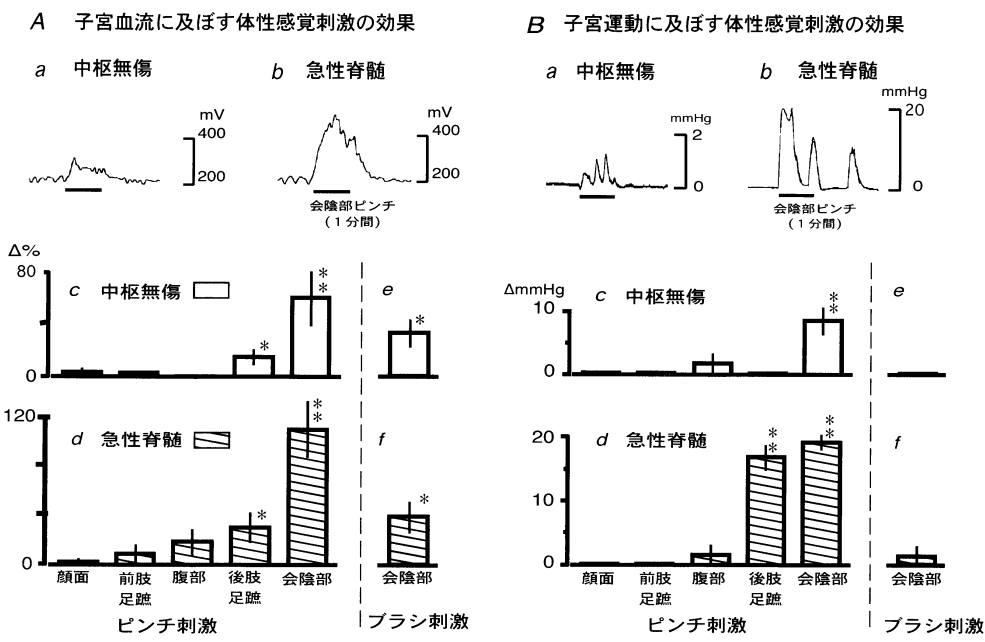 A 子宮血流に及ぼす体性感覚刺激の効果
a 中枢無傷
b 急性脊髄
mV
400
200
mV
400
200
会陰部ピンチ
(1分間)
Δ%
80
0
c 中枢無傷
**
*
e
*
120
0
d 急性脊髄
**
*
f
*
顔面
前肢
足蹠
腹部
後肢
足蹠
会陰部
会陰部
ピンチ刺激
ブラシ刺激
B 子宮運動に及ぼす体性感覚刺激の効果
a 中枢無傷
b 急性脊髄
mmHg
2
0
mmHg
20
0
会陰部ピンチ
(1分間)
ΔmmHg
10
0
c 中枢無傷
**
e
20
10
0
d 急性脊髄
**
**
f
顔面
前肢
足蹠
腹部
後肢
足蹠
会陰部
会陰部
ピンチ刺激
ブラシ刺激